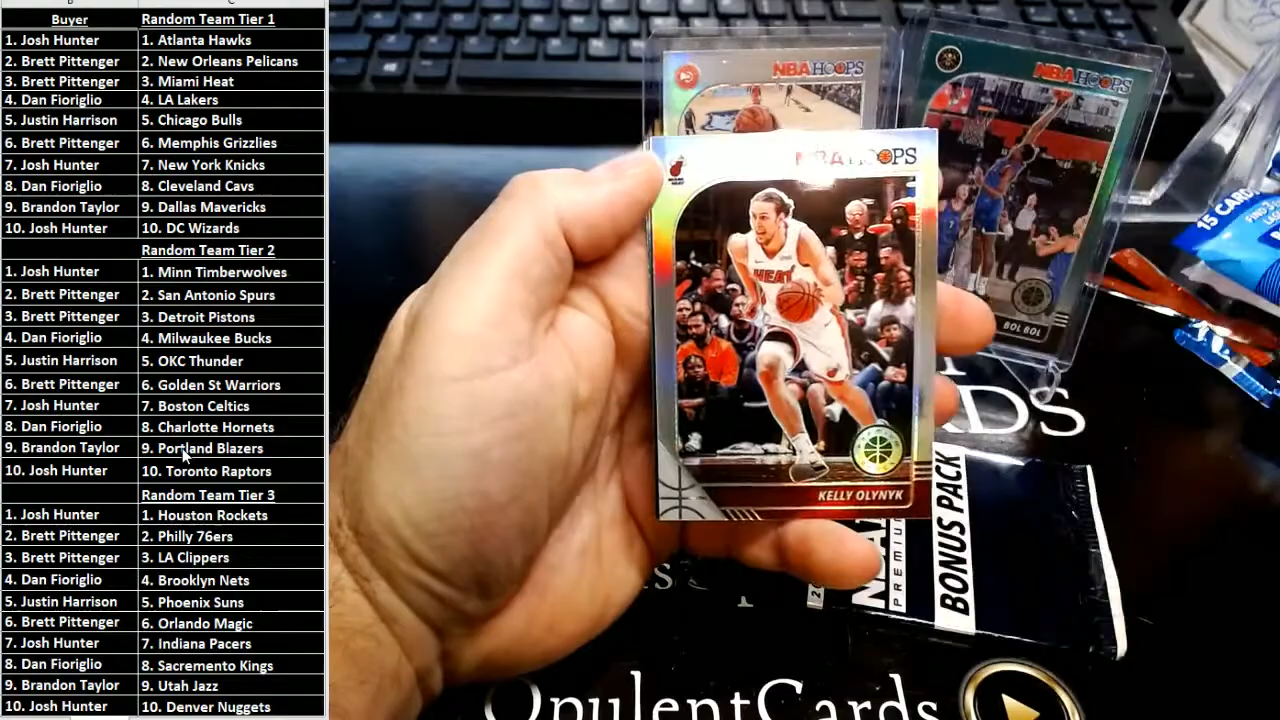 Buyer Random Team Tier 1
1. Josh Hunter 1. Atlanta Hawks
2. Brett Pittenger 2. New Orleans Pelicans
3. Brett Pittenger 3. Miami Heat
4. Dan Fioriglio 4. LA Lakers
5. Justin Harrison 5. Chicago Bulls
6. Brett Pittenger 6. Memphis Grizzlies
7. Josh Hunter 7. New York Knicks
8. Dan Fioriglio 8. Cleveland Cavs
9. Brandon Taylor 9. Dallas Mavericks
10. Josh Hunter 10. DC Wizards
Random Team Tier 2
1. Josh Hunter 1. Minn Timberwolves
2. Brett Pittenger 2. San Antonio Spurs
3. Brett Pittenger 3. Detroit Pistons
4. Dan Fioriglio 4. Milwaukee Bucks
5. Justin Harrison 5. OKC Thunder
6. Brett Pittenger 6. Golden St Warriors
7. Josh Hunter 7. Boston Celtics
8. Dan Fioriglio 8. Charlotte Hornets
9. Brandon Taylor 9. Portland Blazers
10. Josh Hunter 10. Toronto Raptors
Random Team Tier 3
1. Josh Hunter 1. Houston Rockets
2. Brett Pittenger 2. Philly 76ers
3. Brett Pittenger 3. LA Clippers
4. Dan Fioriglio 4. Brooklyn Nets
5. Justin Harrison 5. Phoenix Suns
6. Brett Pittenger 6. Orlando Magic
7. Josh Hunter 7. Indiana Pacers
8. Dan Fioriglio 8. Sacremento Kings
9. Brandon Taylor 9. Utah Jazz
10. Josh Hunter 10. Denver Nuggets
NBA HOOPS
NBA HOOPS
NBA HOOPS
HEAT
KELLY OLYNYK
BOL BOL
15 CARDS
BONUS PACK
OpulentCards